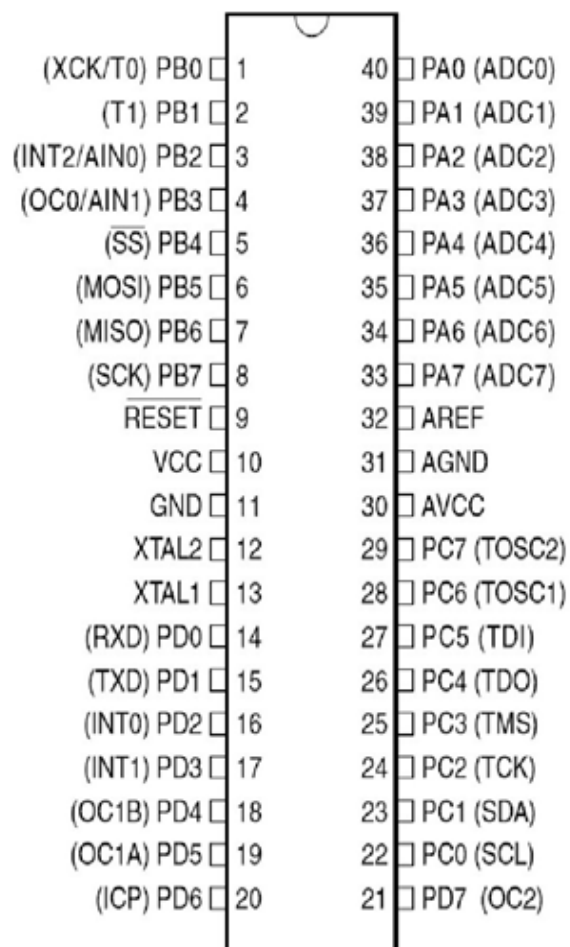 (XCK/T0) PB0 1 40 PA0 (ADC0)
(T1) PB1 2 39 PA1 (ADC1)
(INT2/AIN0) PB2 3 38 PA2 (ADC2)
(OC0/AIN1) PB3 4 37 PA3 (ADC3)
(S̅S̅) PB4 5 36 PA4 (ADC4)
(MOSI) PB5 6 35 PA5 (ADC5)
(MISO) PB6 7 34 PA6 (ADC6)
(SCK) PB7 8 33 PA7 (ADC7)
R̅E̅S̅E̅T̅ 9 32 AREF
VCC 10 31 AGND
GND 11 30 AVCC
XTAL2 12 29 PC7 (TOSC2)
XTAL1 13 28 PC6 (TOSC1)
(RXD) PD0 14 27 PC5 (TDI)
(TXD) PD1 15 26 PC4 (TDO)
(INT0) PD2 16 25 PC3 (TMS)
(INT1) PD3 17 24 PC2 (TCK)
(OC1B) PD4 18 23 PC1 (SDA)
(OC1A) PD5 19 22 PC0 (SCL)
(ICP) PD6 20 21 PD7 (OC2)